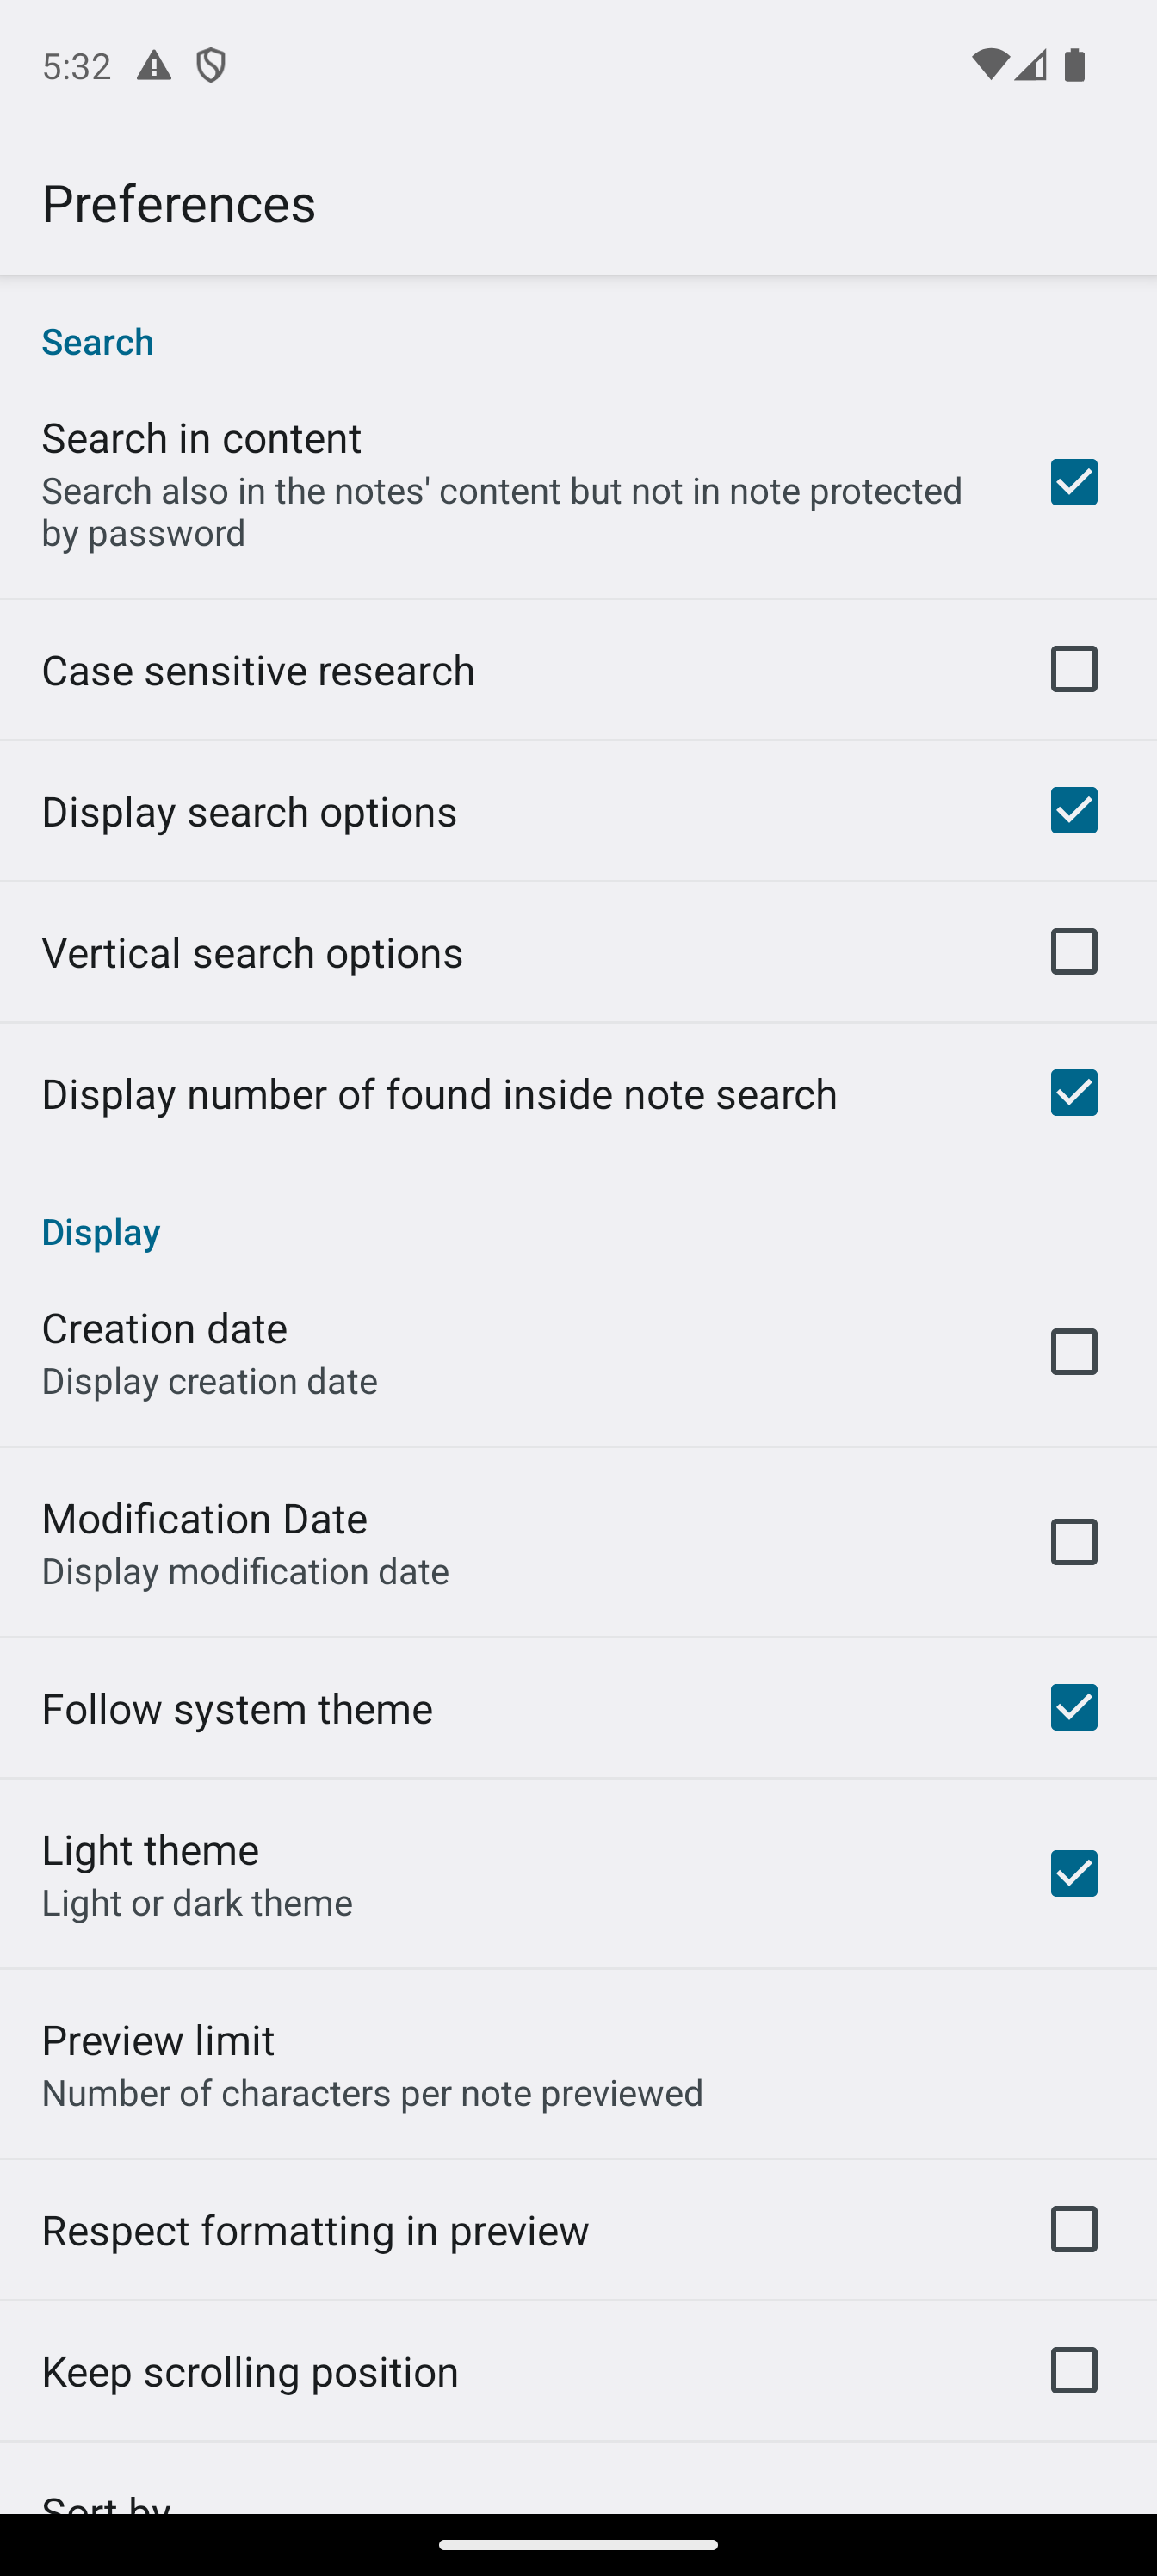 5:32
Preferences
Search
Search in content
Search also in the notes' content but not in note protected
by password
Case sensitive research
Display search options
Vertical search options
Display number of found inside note search
Display
Creation date
Display creation date
Modification Date
Display modification date
Follow system theme
Light theme
Light or dark theme
Preview limit
Number of characters per note previewed
Respect formatting in preview
Keep scrolling position
Sort by